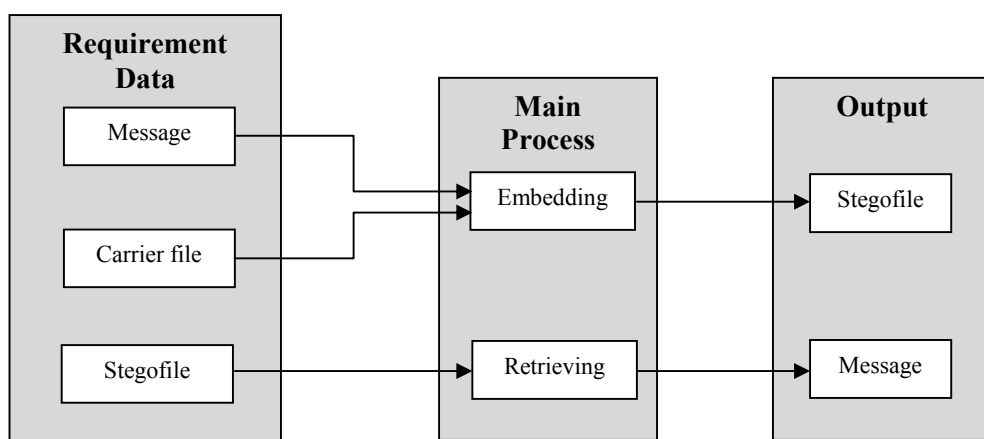 Requirement
Data
Message
Carrier file
Stegofile
Main
Process
Embedding
Retrieving
Output
Stegofile
Message